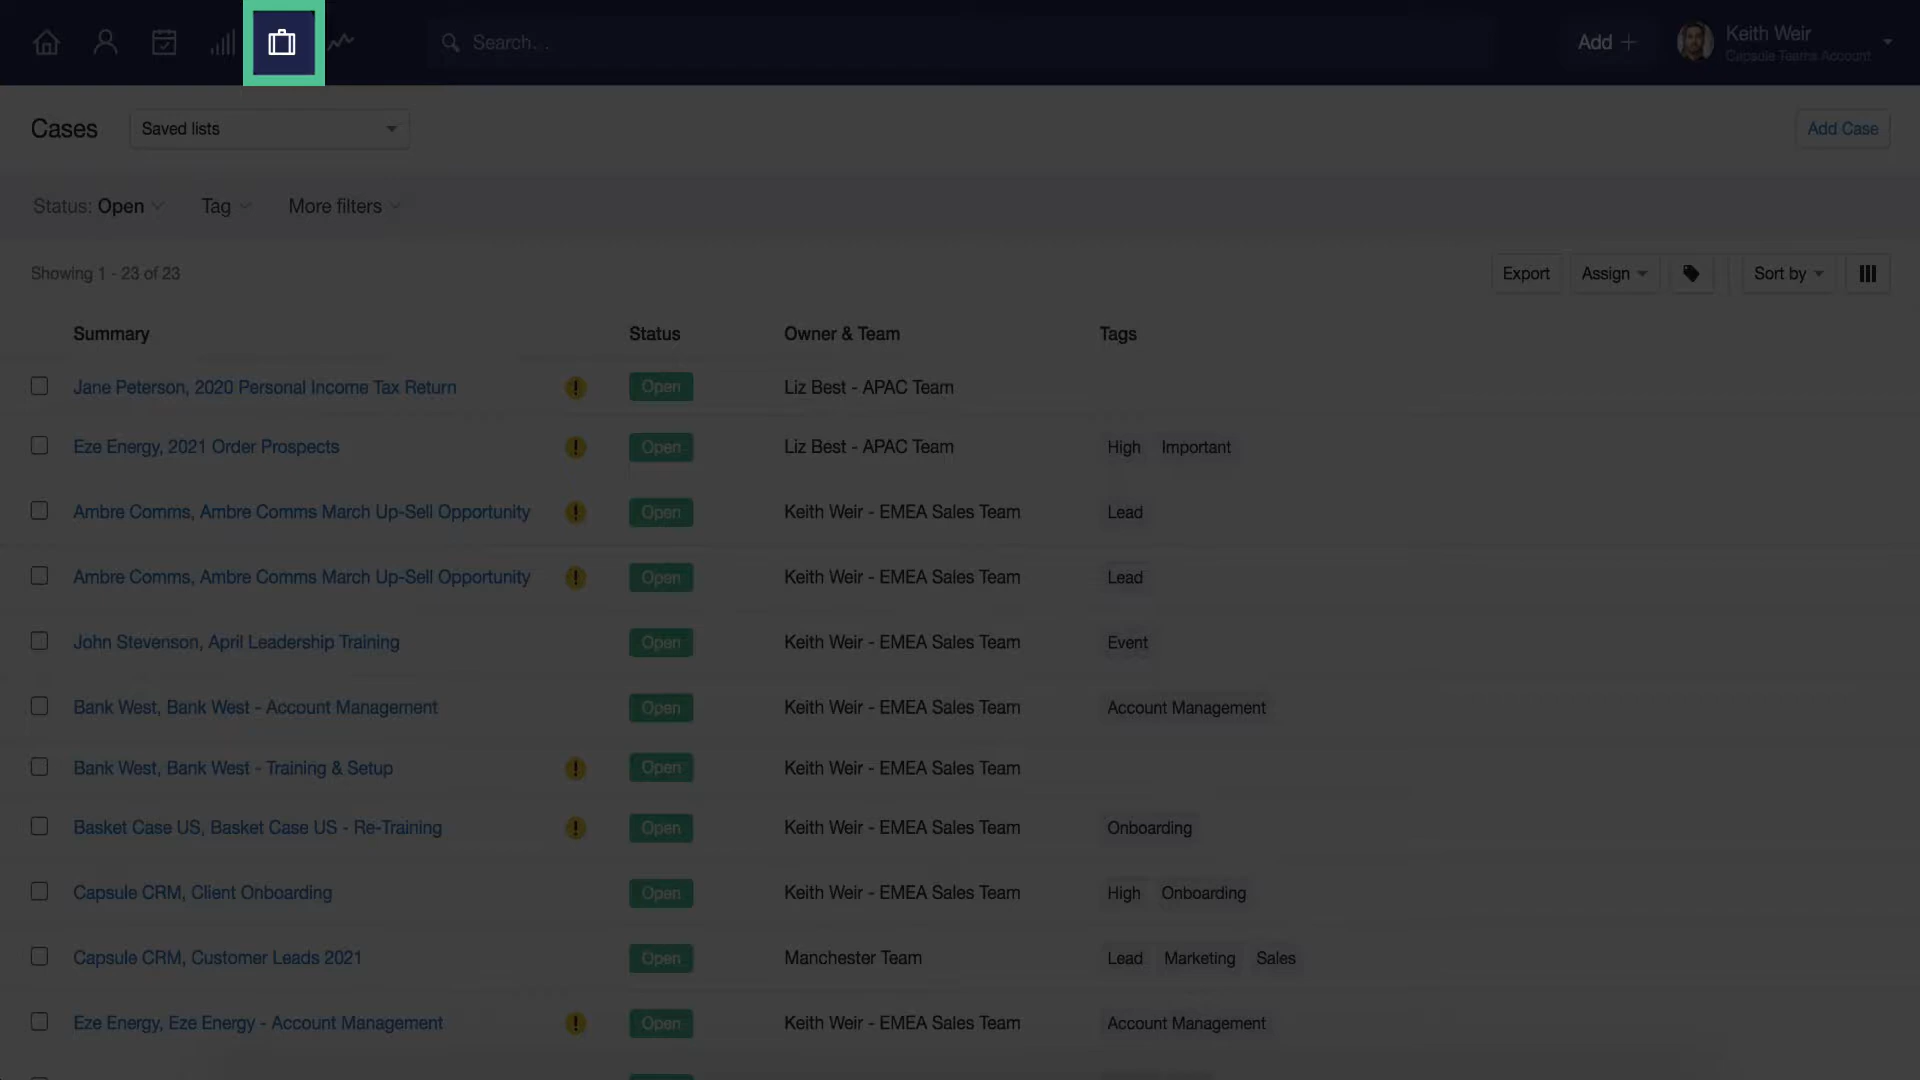 Search...
Add +
Keith Weir
Capsule Teams Account
Cases
Saved lists
Add Case
Status: Open
Tag
More filters
Showing 1 - 23 of 23
Export
Assign
Sort by
Summary Status Owner & Team Tags
Jane Peterson, 2020 Personal Income Tax Return ! Open Liz Best - APAC Team
Eze Energy, 2021 Order Prospects ! Open Liz Best - APAC Team High Important
Ambre Comms, Ambre Comms March Up-Sell Opportunity ! Open Keith Weir - EMEA Sales Team Lead
Ambre Comms, Ambre Comms March Up-Sell Opportunity ! Open Keith Weir - EMEA Sales Team Lead
John Stevenson, April Leadership Training Open Keith Weir - EMEA Sales Team Event
Bank West, Bank West - Account Management Open Keith Weir - EMEA Sales Team Account Management
Bank West, Bank West - Training & Setup ! Open Keith Weir - EMEA Sales Team
Basket Case US, Basket Case US - Re-Training ! Open Keith Weir - EMEA Sales Team Onboarding
Capsule CRM, Client Onboarding Open Keith Weir - EMEA Sales Team High Onboarding
Capsule CRM, Customer Leads 2021 Open Manchester Team Lead Marketing Sales
Eze Energy, Eze Energy - Account Management ! Open Keith Weir - EMEA Sales Team Account Management